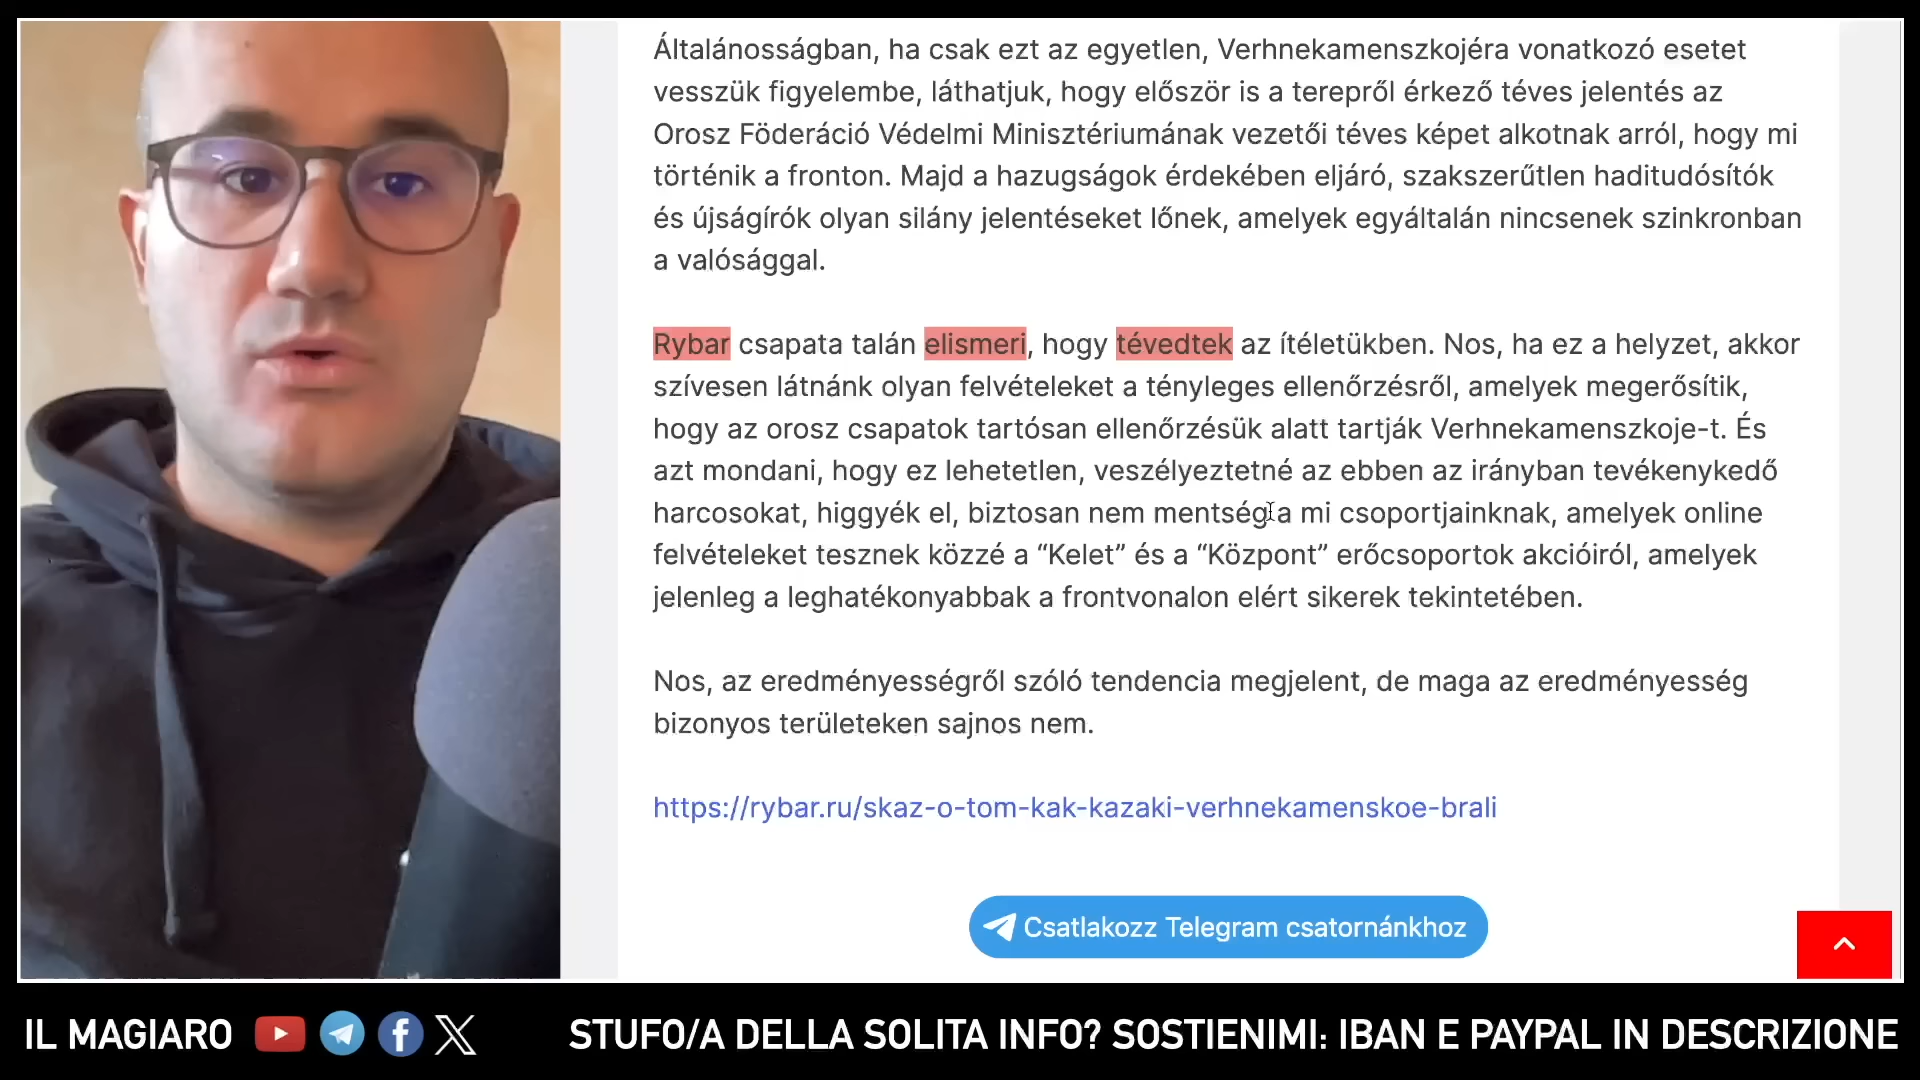 Általánosságban, ha csak ezt az egyetlen, Verhnekamenszkojéra vonatkozó esetet
vesszük figyelembe, láthatjuk, hogy először is a terepről érkező téves jelentés az
Orosz Föderáció Védelmi Minisztériumának vezetői téves képet alkotnak arról, hogy mi
történik a fronton. Majd a hazugságok érdekében eljáró, szakszerűtlen haditudósítók
és újságírók olyan silány jelentéseket lőnek, amelyek egyáltalán nincsenek szinkronban
a valósággal.
Rybar csapata talán elismeri, hogy tévedtek az ítéletükben. Nos, ha ez a helyzet, akkor
szívesen látnánk olyan felvételeket a tényleges ellenőrzésről, amelyek megerősítik,
hogy az orosz csapatok tartósan ellenőrzésük alatt tartják Verhnekamenszkoje-t. És
azt mondani, hogy ez lehetetlen, veszélyeztetné az ebben az irányban tevékenykedő
harcosokat, higgyék el, biztosan nem mentség a mi csoportjainknak, amelyek online
felvételeket tesznek közzé a “Kelet” és a “Központ” erőcsoportok akcióiról, amelyek
jelenleg a leghatékonyabbak a frontvonalon elért sikerek tekintetében.
Nos, az eredményességről szóló tendencia megjelent, de maga az eredményesség
bizonyos területeken sajnos nem.
https://rybar.ru/skaz-o-tom-kak-kazaki-verhnekamenskoe-brali
Csatlakozz Telegram csatornánkhoz
IL MAGIARO
STUFO/A DELLA SOLITA INFO? SOSTIENIMI: IBAN E PAYPAL IN DESCRIZIONE